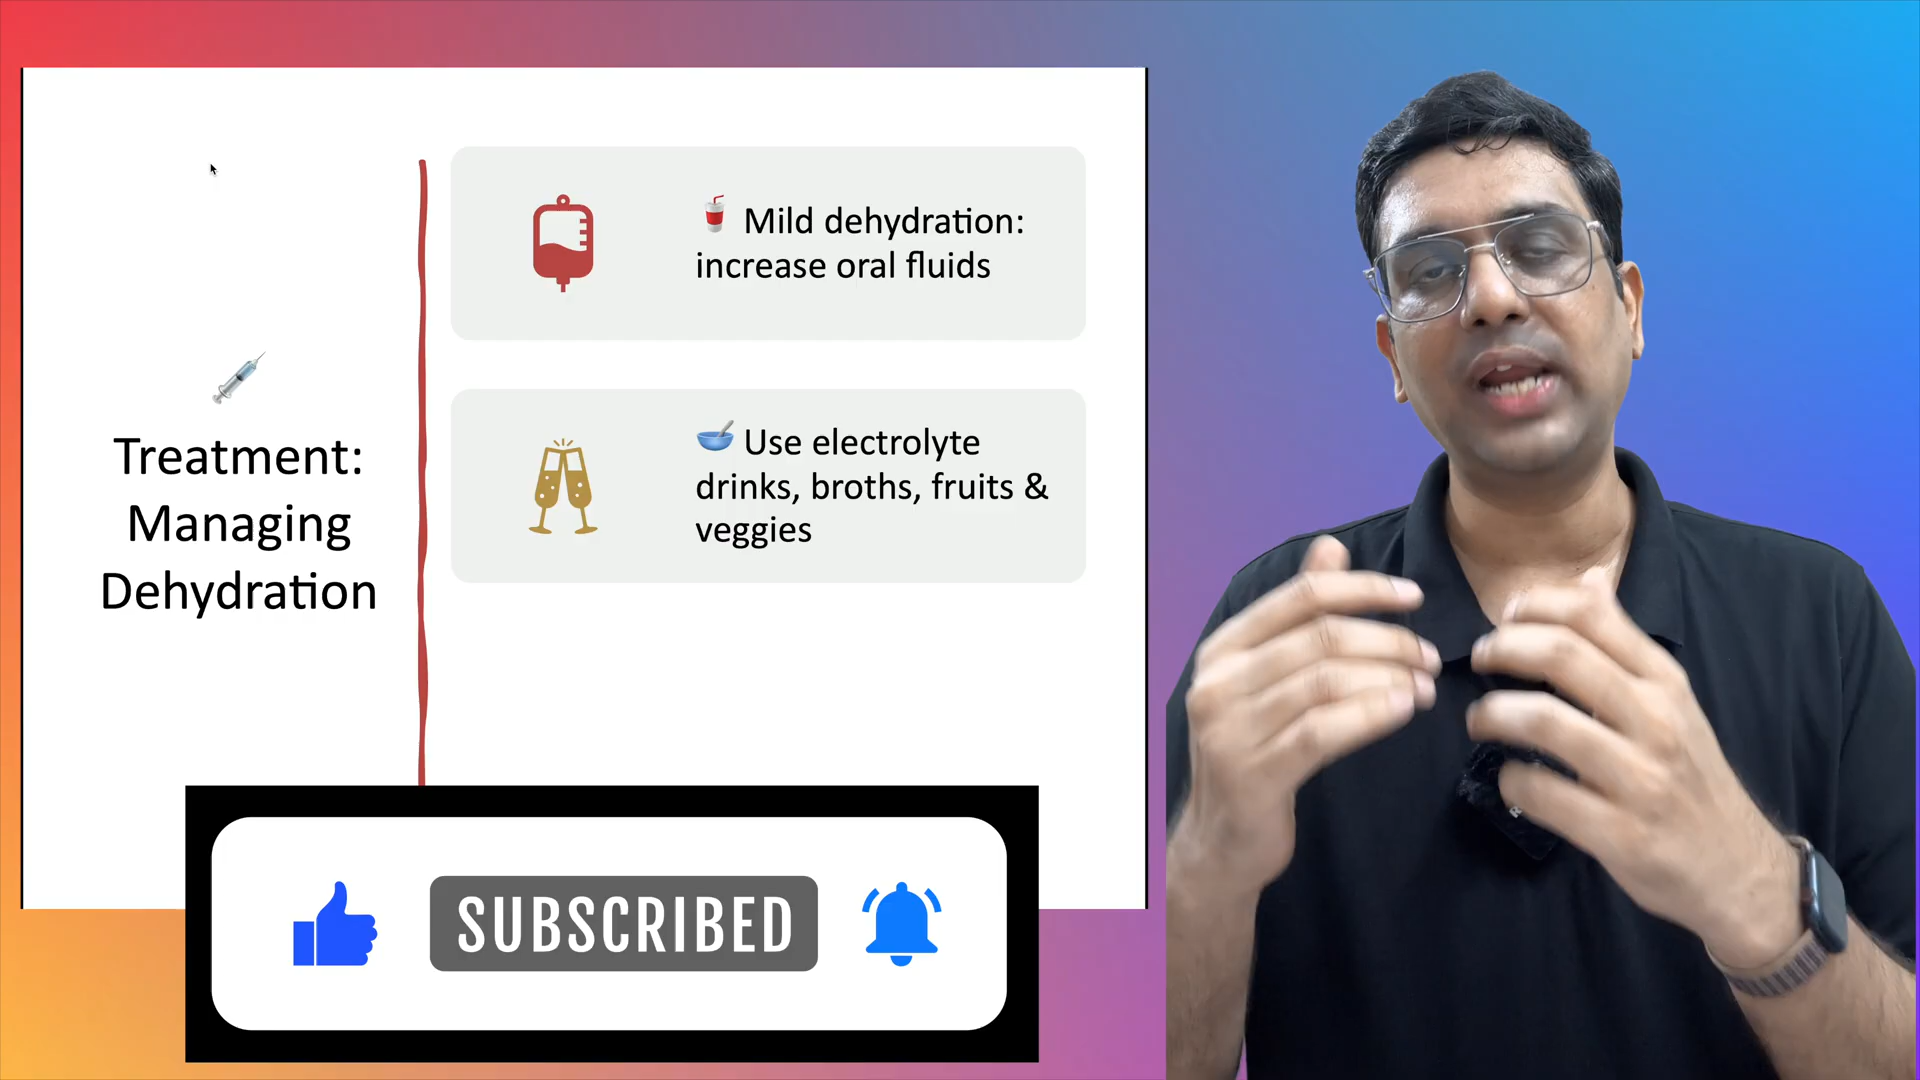 Treatment:
Managing
Dehydration
Mild dehydration:
increase oral fluids
Use electrolyte
drinks, broths, fruits &
veggies
SUBSCRIBED
R